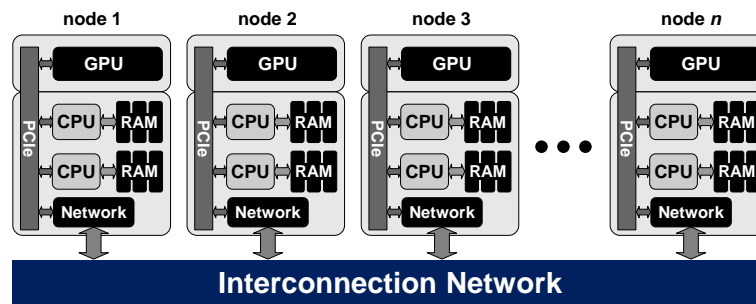 node 1
node 2
node 3
node n
GPU
GPU
GPU
GPU
PCIe
CPU
RAM
PCIe
CPU
RAM
PCIe
CPU
RAM
PCIe
CPU
RAM
CPU
RAM
CPU
RAM
CPU
RAM
CPU
RAM
Network
Network
Network
Network
Interconnection Network